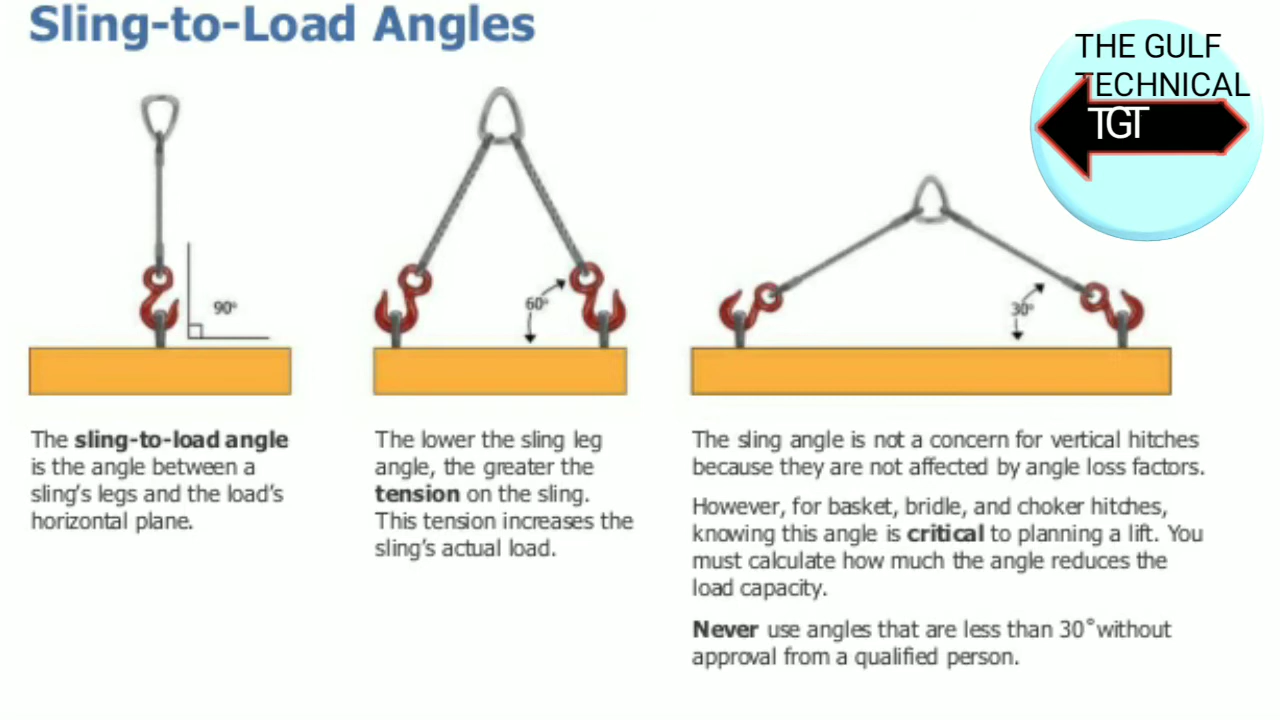 Sling-to-Load Angles
THE GULF
TECHNICAL
TGT
90°
60°
30°
The sling-to-load angle
is the angle between a
sling's legs and the load's
horizontal plane.
The lower the sling leg
angle, the greater the
tension on the sling.
This tension increases the
sling's actual load.
The sling angle is not a concern for vertical hitches
because they are not affected by angle loss factors.
However, for basket, bridle, and choker hitches,
knowing this angle is critical to planning a lift. You
must calculate how much the angle reduces the
load capacity.
Never use angles that are less than 30° without
approval from a qualified person.